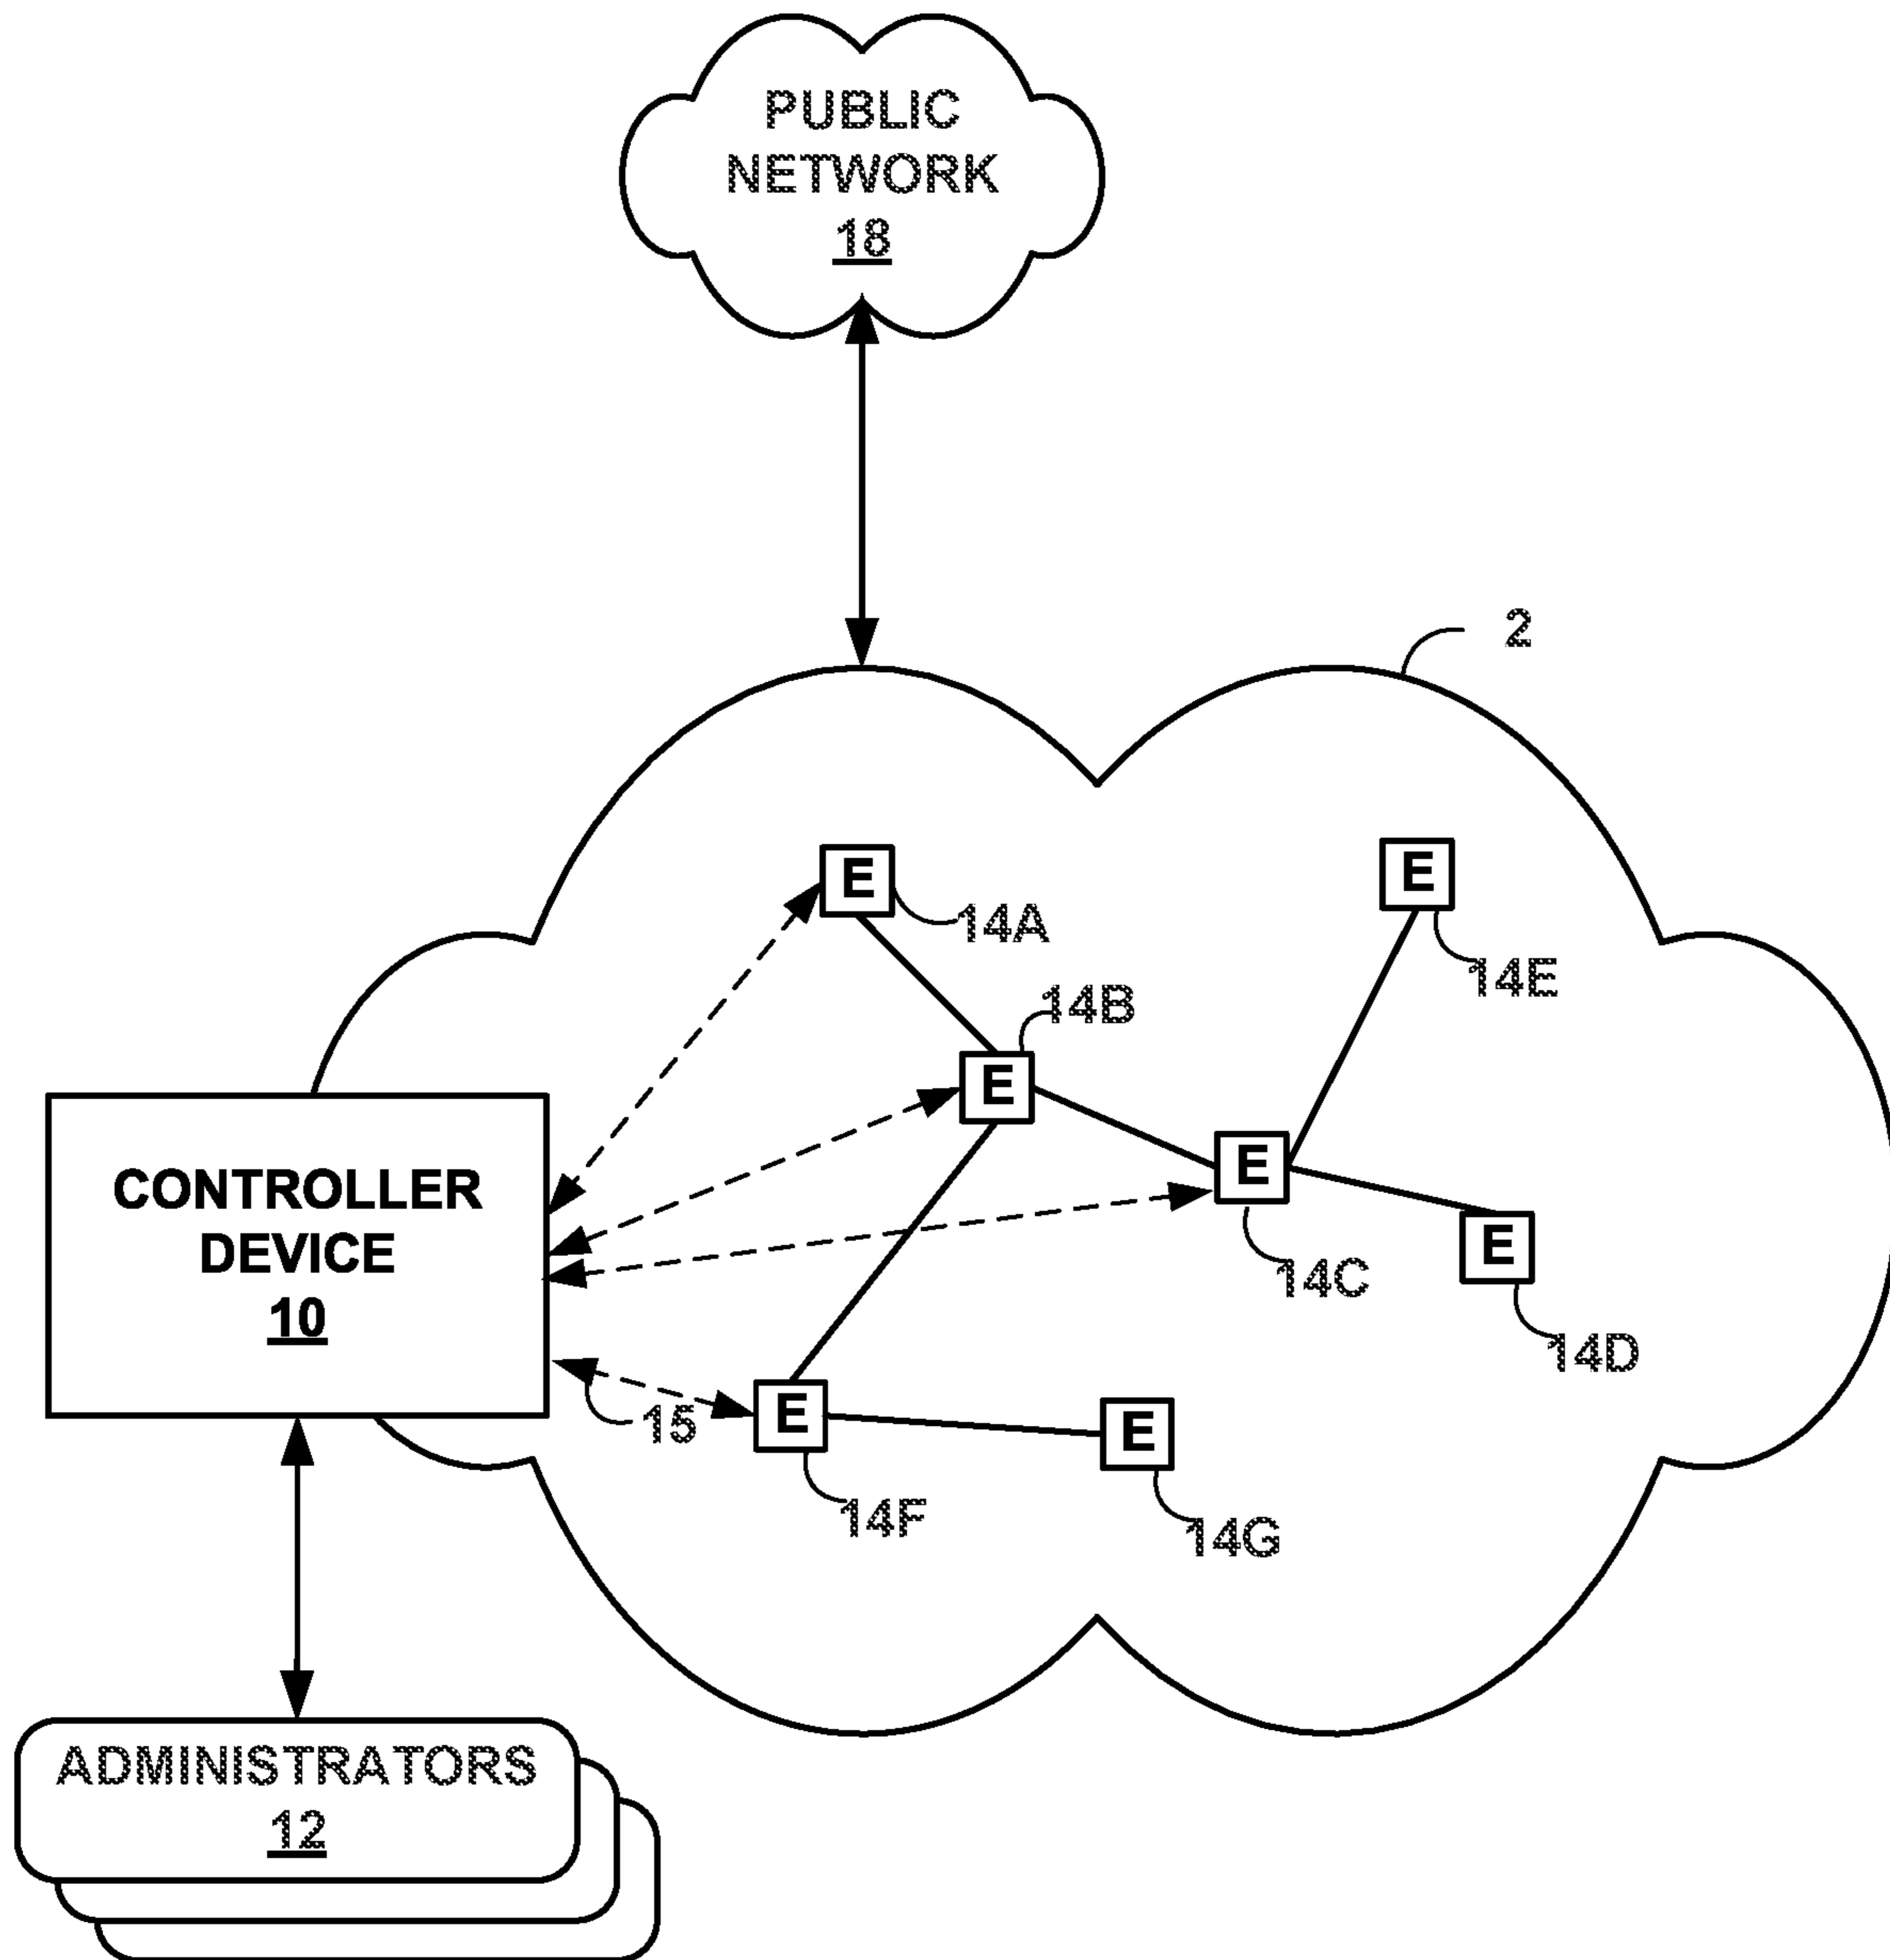 PUBLIC
NETWORK
18
2
E
14A
E
14E
14B
E
E
14C
E
14D
CONTROLLER
DEVICE
10
15
E
14F
E
14G
ADMINISTRATORS
12